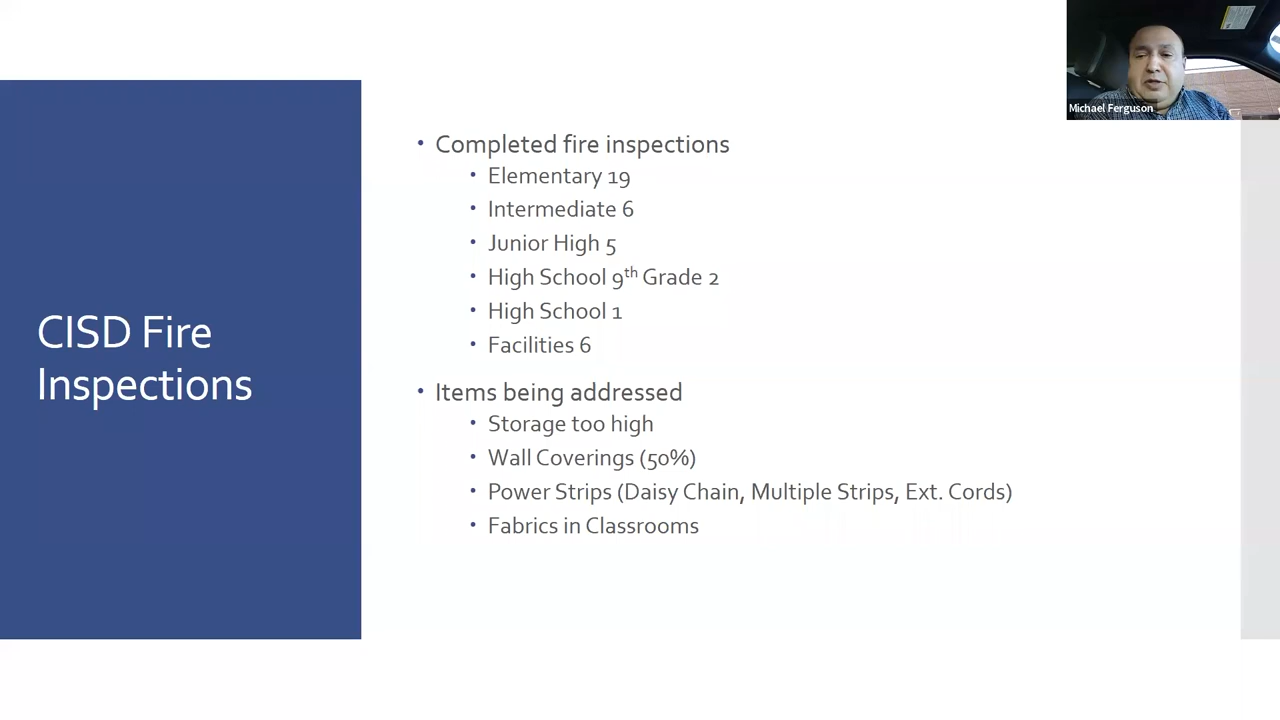 Michael Ferguson
CISD Fire
Inspections
• Completed fire inspections
• Elementary 19
• Intermediate 6
• Junior High 5
• High School 9th Grade 2
• High School 1
• Facilities 6
• Items being addressed
• Storage too high
• Wall Coverings (50%)
• Power Strips (Daisy Chain, Multiple Strips, Ext. Cords)
• Fabrics in Classrooms